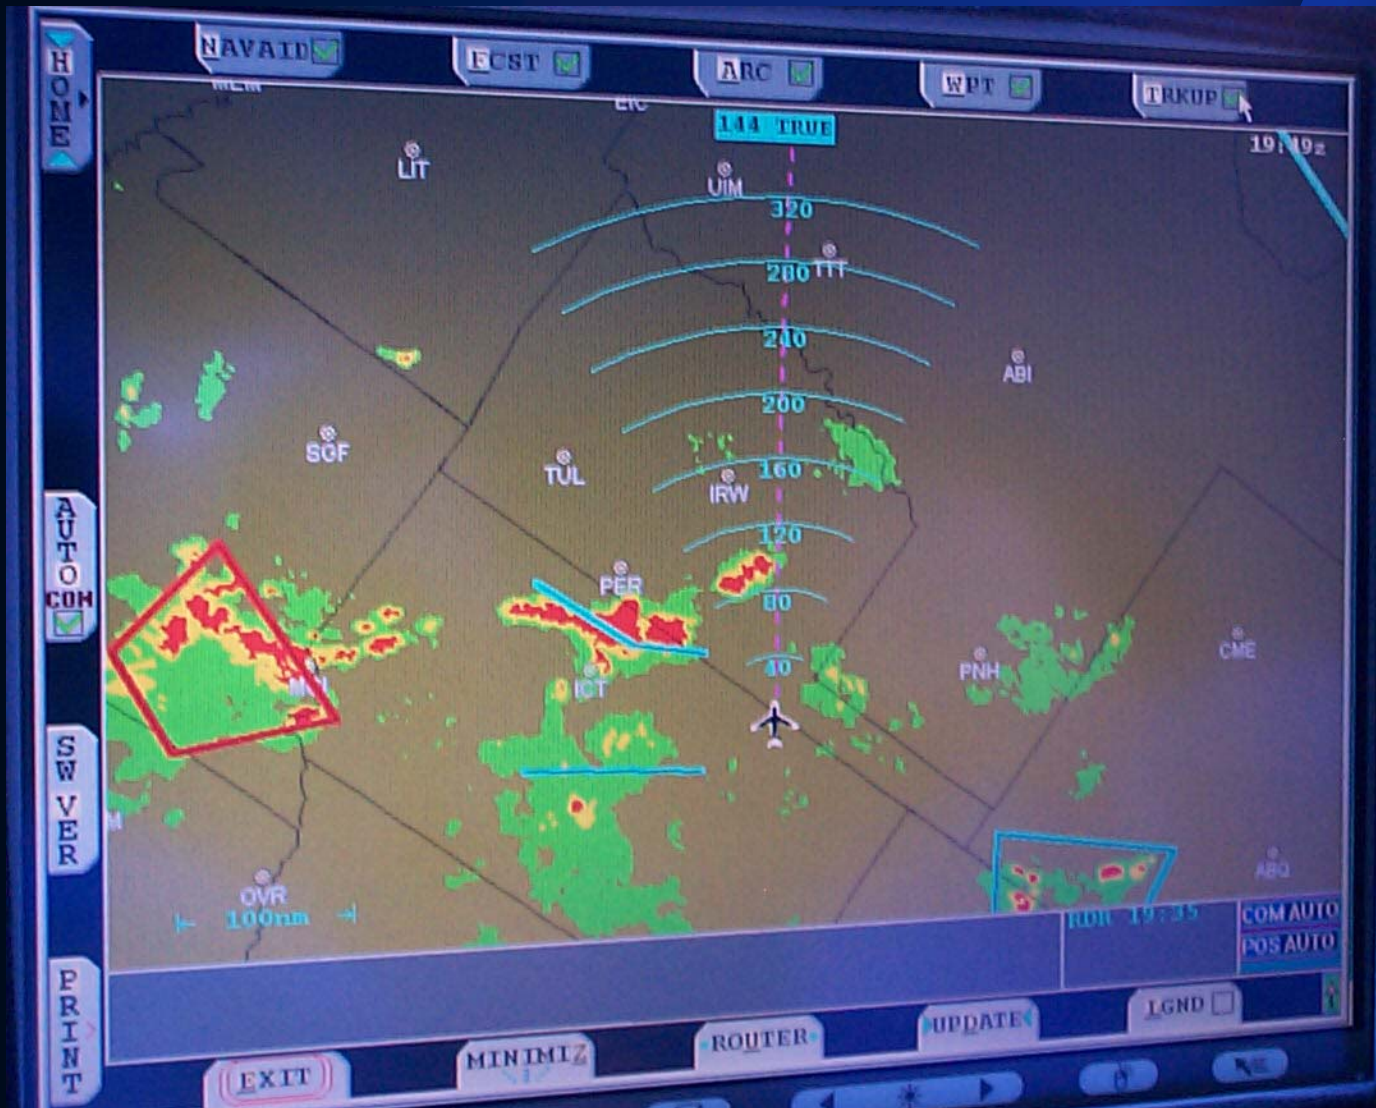 NAVAID
FCST
ARC
WPT
TRKUP
HOME
MEM
EIC
144 TRUE
19:49z
LIT
UIM
320
TTT
280
240
ABI
200
SGF
TUL
160
IRW
120
AUTO
COM
PER
80
CME
40
PNH
ICT
SW VER
OVR
ABQ
100nm
RDR 19:35
COM AUTO
POS AUTO
PRINT
LGND
UPDATE
ROUTER
MINIMIZ
EXIT